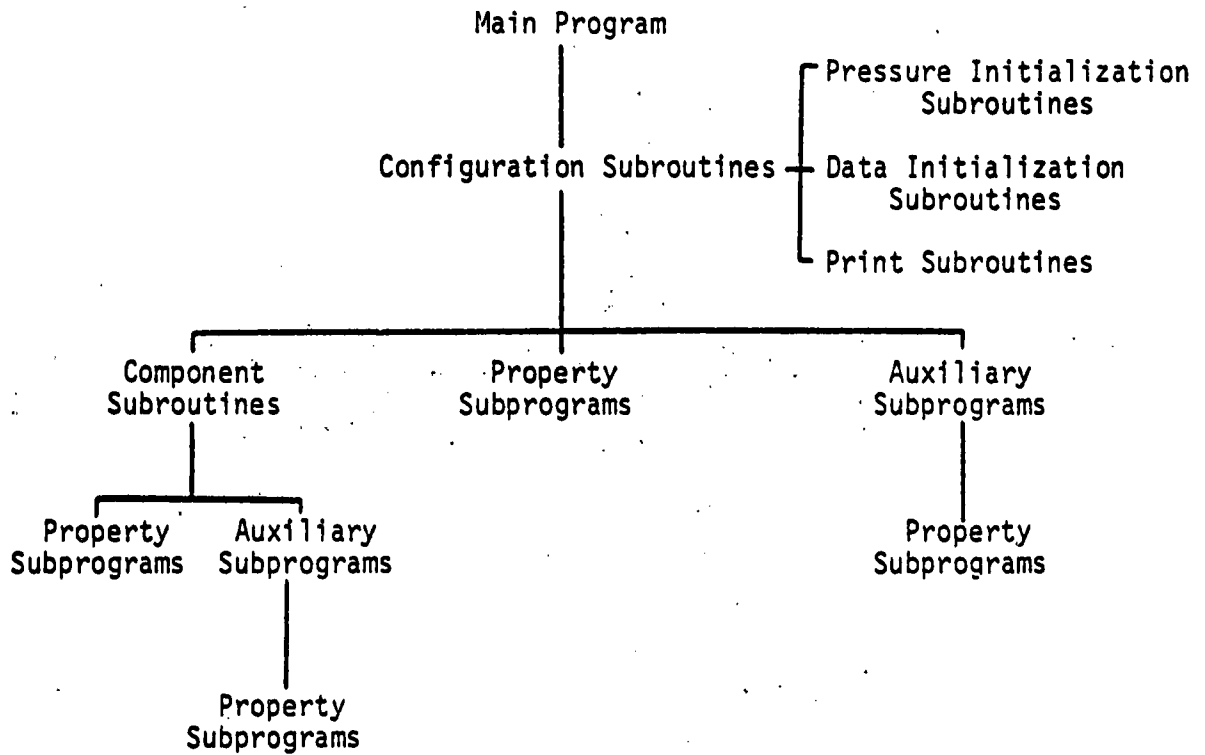 Main Program
Pressure Initialization
Subroutines
Configuration Subroutines
Data Initialization
Subroutines
Print Subroutines
Component
Subroutines
Property
Subprograms
Auxiliary
Subprograms
Property
Subprograms
Auxiliary
Subprograms
Property
Subprograms
Property
Subprograms